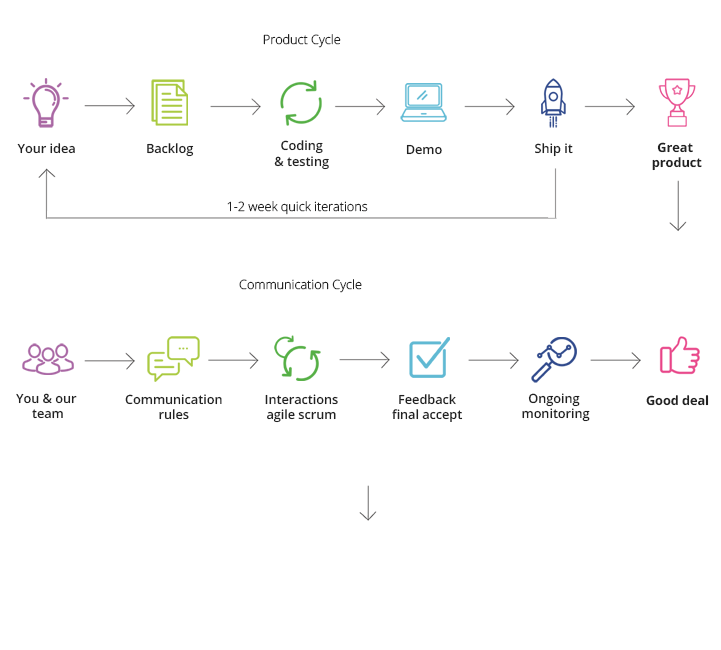 Product Cycle
Your idea
Backlog
Coding
& testing
Demo
Ship it
Great
product
1-2 week quick iterations
Communication Cycle
You & our
team
Communication
rules
Interactions
agile scrum
Feedback
final accept
Ongoing
monitoring
Good deal